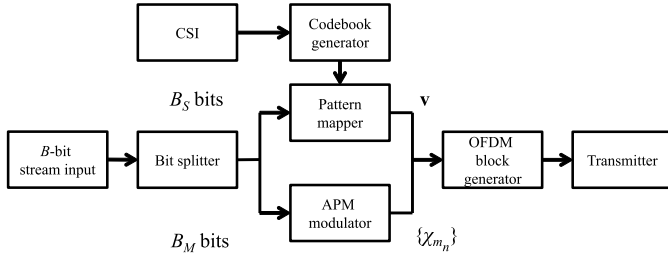 CSI
Codebook
generator
B_S bits
Pattern
mapper
v
B-bit
stream input
Bit splitter
OFDM
block
generator
Transmitter
APM
modulator
B_M bits
{χ_{m_n}}